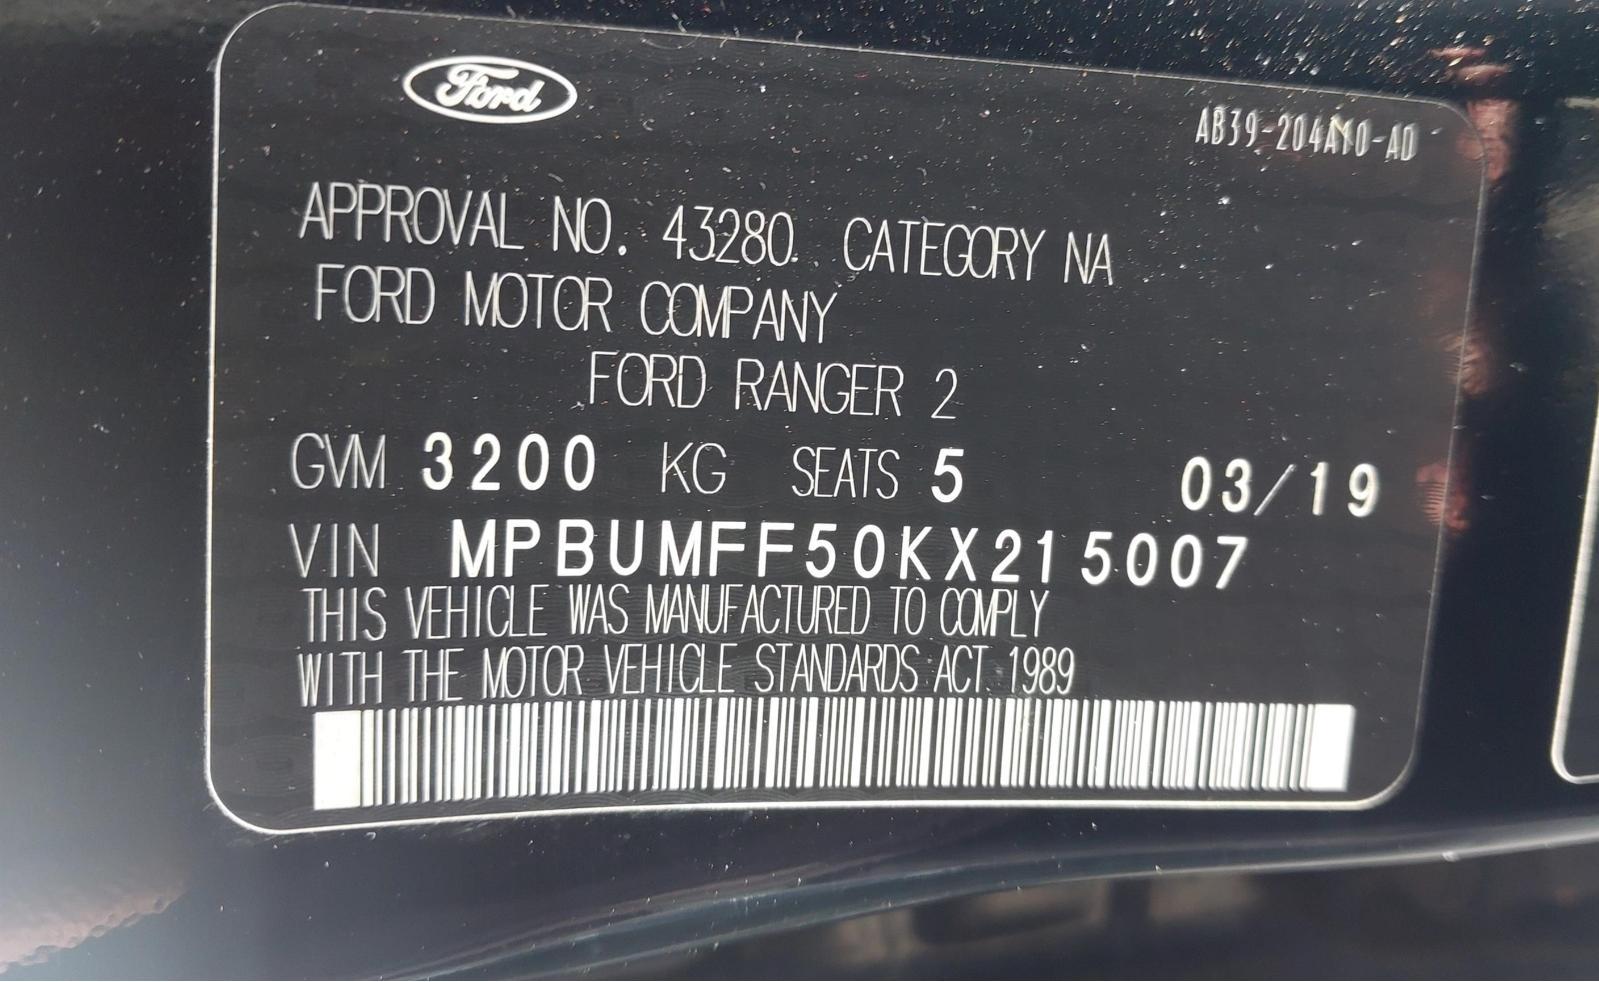 Ford
AB39-204A10-AD
APPROVAL NO. 43280 CATEGORY NA
FORD MOTOR COMPANY
FORD RANGER 2
GVM 3200 KG SEATS 5 03/19
VIN MPBUMFF50KX215007
THIS VEHICLE WAS MANUFACTURED TO COMPLY
WITH THE MOTOR VEHICLE STANDARDS ACT 1989